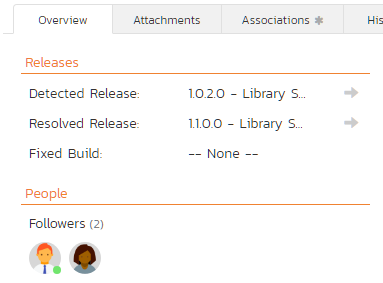 Overview
Attachments
Associations ✱
His
Releases
Detected Release: 1.0.2.0 - Library S...
Resolved Release: 1.1.0.0 - Library S...
Fixed Build: -- None --
People
Followers (2)